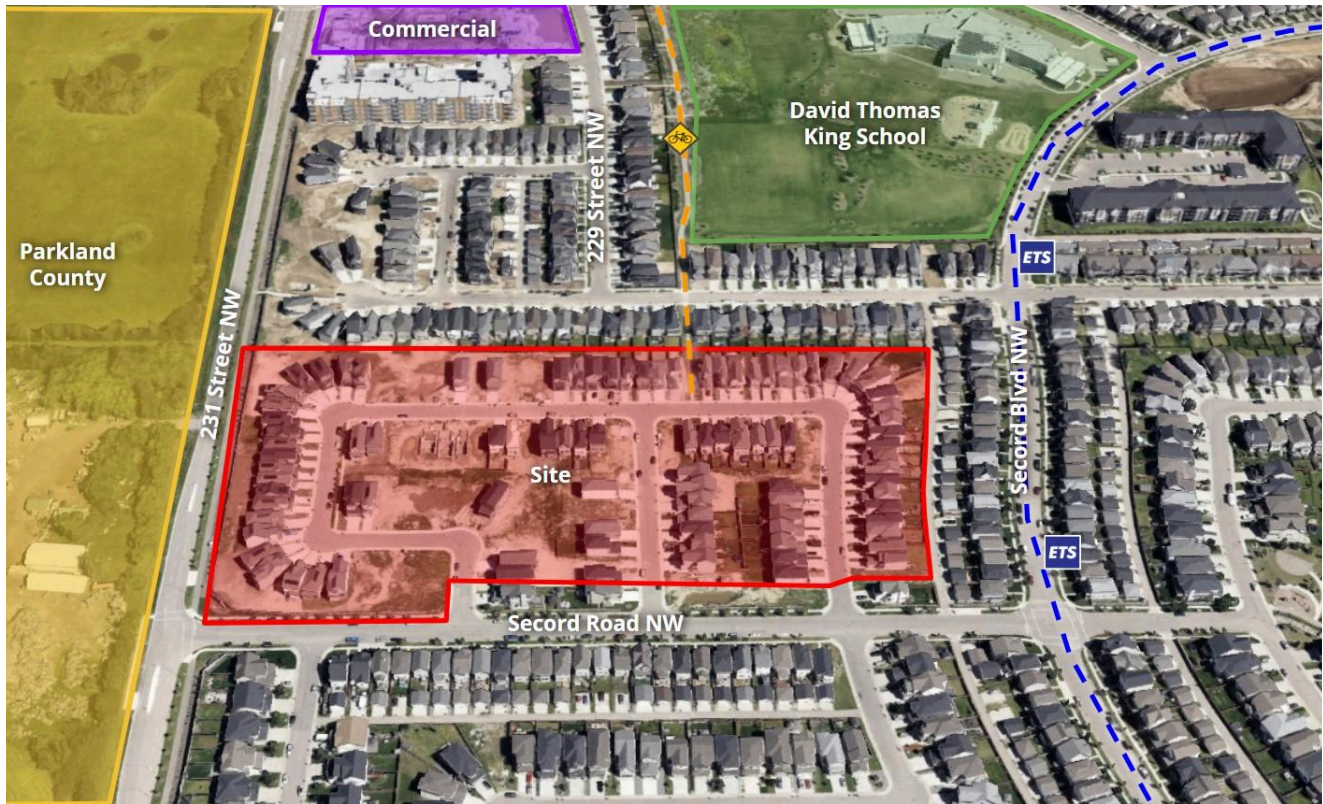 Commercial
David Thomas
King School
229 Street NW
Parkland
County
ETS
231 Street NW
Secord Blvd NW
Site
ETS
Secord Road NW